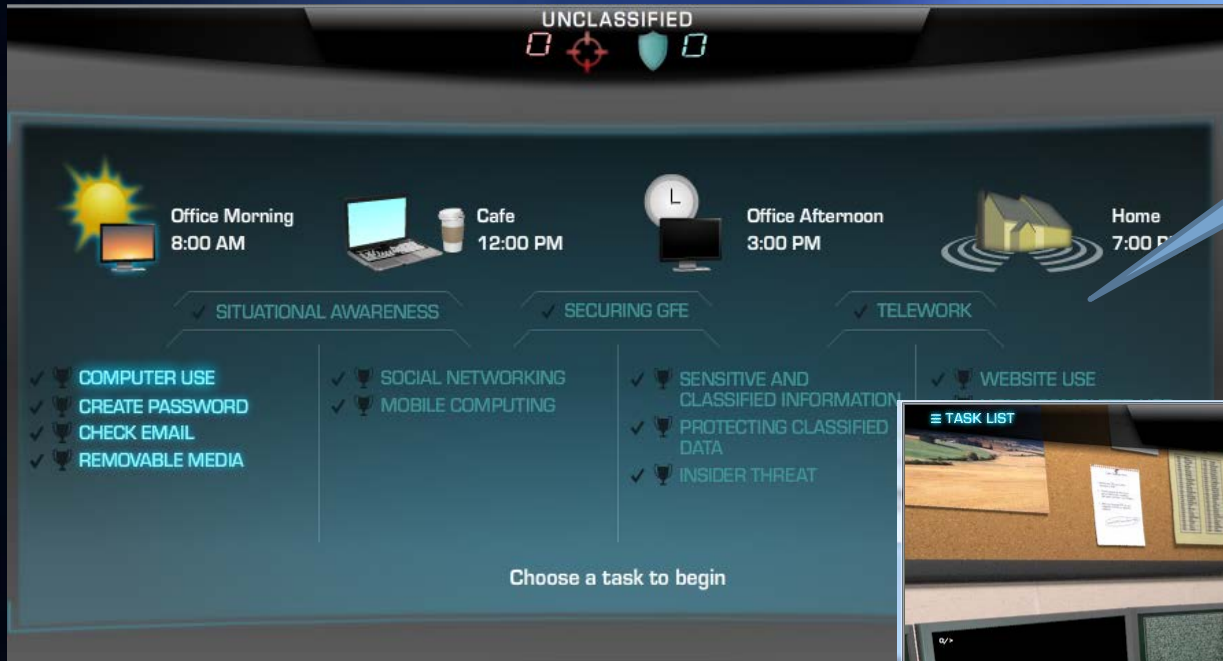 UNCLASSIFIED
0 0
Office Morning
8:00 AM
Cafe
12:00 PM
Office Afternoon
3:00 PM
Home
7:00
SITUATIONAL AWARENESS
SECURING GFE
TELEWORK
COMPUTER USE
CREATE PASSWORD
CHECK EMAIL
REMOVABLE MEDIA
SOCIAL NETWORKING
MOBILE COMPUTING
SENSITIVE AND
CLASSIFIED INFORMATION
PROTECTING CLASSIFIED
DATA
INSIDER THREAT
WEBSITE USE
Choose a task to begin
TASK LIST